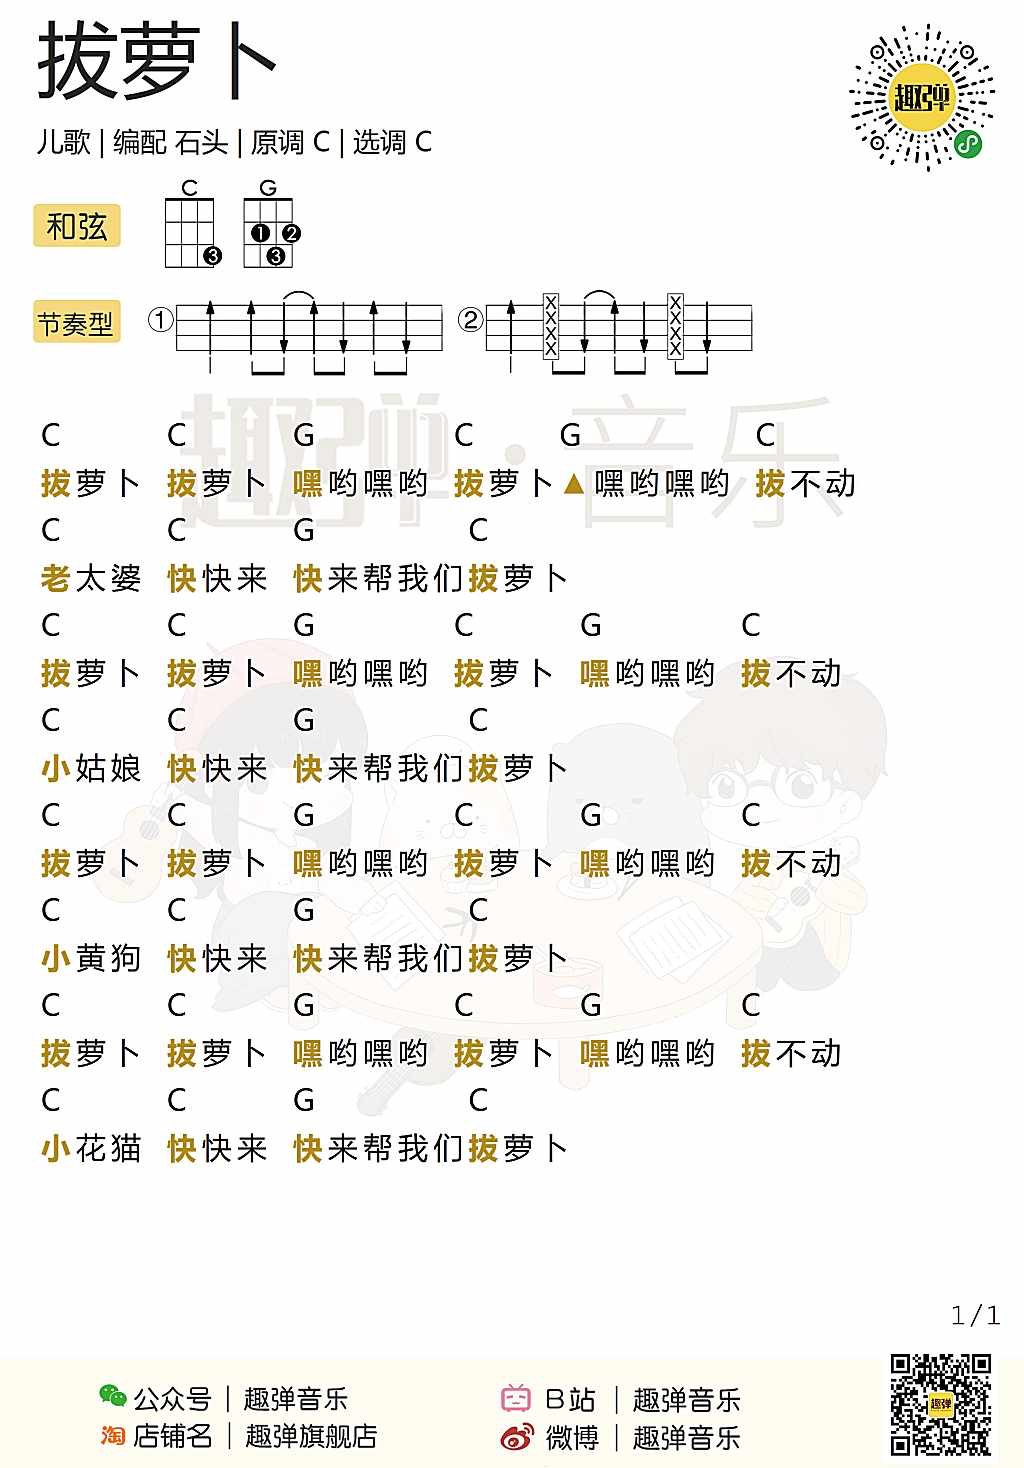 拔萝卜
趣弹
儿歌 | 编配 石头 | 原调 C | 选调 C
和弦 C G
1 2
3 3
节奏型 ① ②
X X
X X
X X
X X
趣弹·音乐
C C G C G C
拔萝卜 拔萝卜 嘿哟嘿哟 拔萝卜▲嘿哟嘿哟 拔不动
C C G C
老太婆 快快来 快来帮我们拔萝卜
C C G C G C
拔萝卜 拔萝卜 嘿哟嘿哟 拔萝卜 嘿哟嘿哟 拔不动
C C G C
小姑娘 快快来 快来帮我们拔萝卜
C C G C G C
拔萝卜 拔萝卜 嘿哟嘿哟 拔萝卜 嘿哟嘿哟 拔不动
C C G C
小黄狗 快快来 快来帮我们拔萝卜
C C G C G C
拔萝卜 拔萝卜 嘿哟嘿哟 拔萝卜 嘿哟嘿哟 拔不动
C C G C
小花猫 快快来 快来帮我们拔萝卜
1/1
公众号 | 趣弹音乐 B站 | 趣弹音乐
趣弹
淘 店铺名 | 趣弹旗舰店 微博 | 趣弹音乐